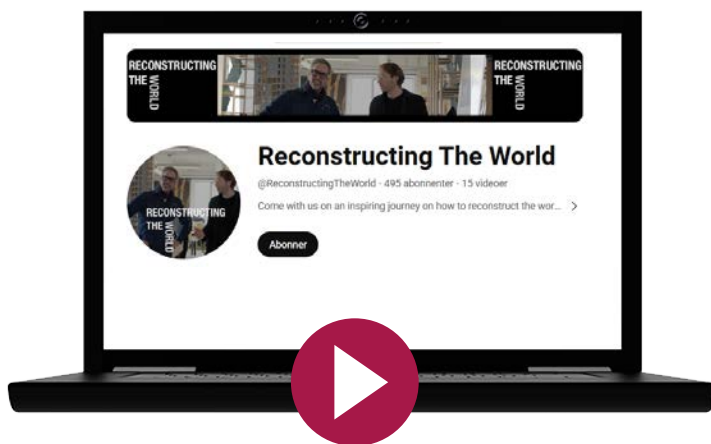 RECONSTRUCTING
THE WORLD
RECONSTRUCTING
THE WORLD
Reconstructing The World
@ReconstructingTheWorld · 495 abonnenter · 15 videoer
Come with us on an inspiring journey on how to reconstruct the wor...
RECONSTRUCTING
THE WORLD
Abonner